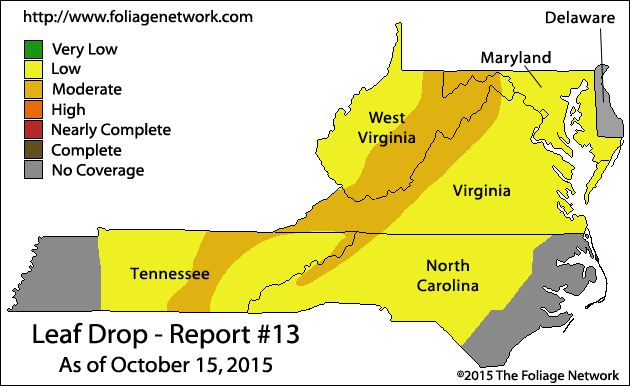 http://www.foliagenetwork.com
Very Low
Low
Moderate
High
Nearly Complete
Complete
No Coverage
Delaware
Maryland
West
Virginia
Virginia
Tennessee
North
Carolina
Leaf Drop - Report #13
As of October 15, 2015
©2015 The Foliage Network